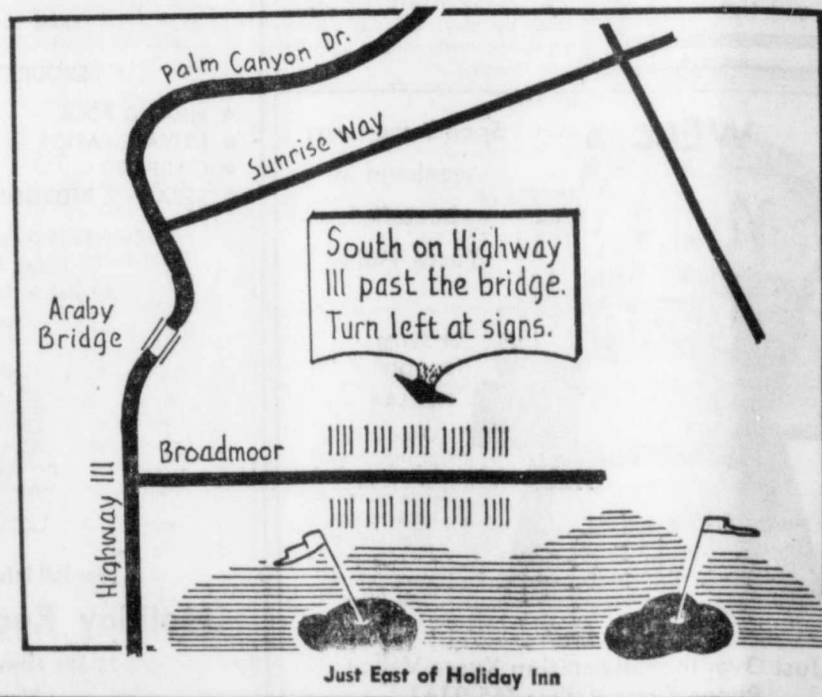 Palm Canyon Dr.
Sunrise Way
South on Highway
111 past the bridge.
Turn left at signs.
Araby
Bridge
Broadmoor
Highway 111
Just East of Holiday Inn